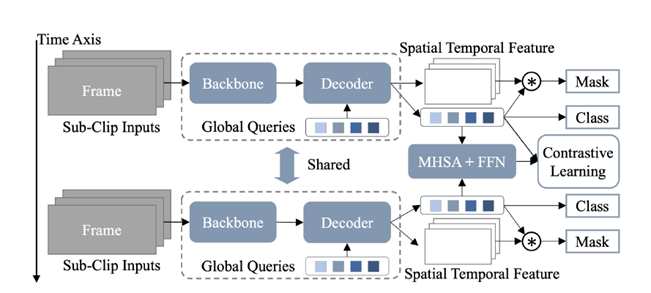 Time Axis
Frame
Sub-Clip Inputs
Backbone
Decoder
Global Queries
Spatial Temporal Feature
Mask
Class
Shared
MHSA + FFN
Contrastive
Learning
Frame
Sub-Clip Inputs
Backbone
Decoder
Global Queries
Class
Mask
Spatial Temporal Feature